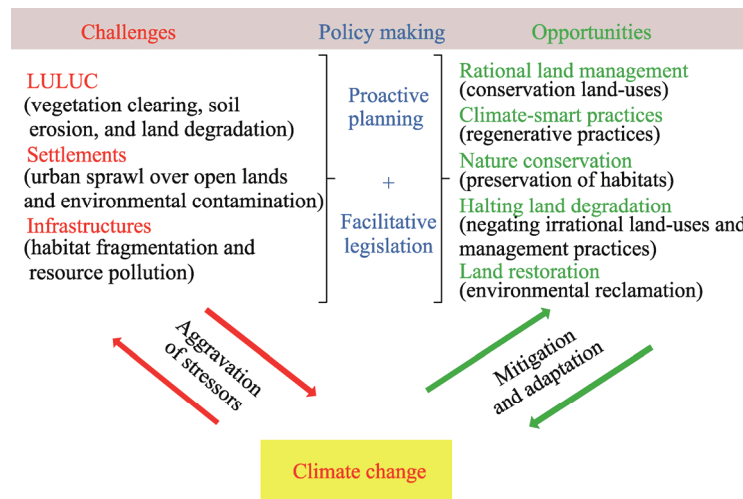 Challenges
Policy making
Opportunities
LULUC
(vegetation clearing, soil
erosion, and land degradation)
Settlements
(urban sprawl over open lands
and environmental contamination)
Infrastructures
(habitat fragmentation and
resource pollution)
Proactive
planning
+
Facilitative
legislation
Rational land management
(conservation land-uses)
Climate-smart practices
(regenerative practices)
Nature conservation
(preservation of habitats)
Halting land degradation
(negating irrational land-uses and
management practices)
Land restoration
(environmental reclamation)
Aggravation
of stressors
Mitigation
and adaptation
Climate change